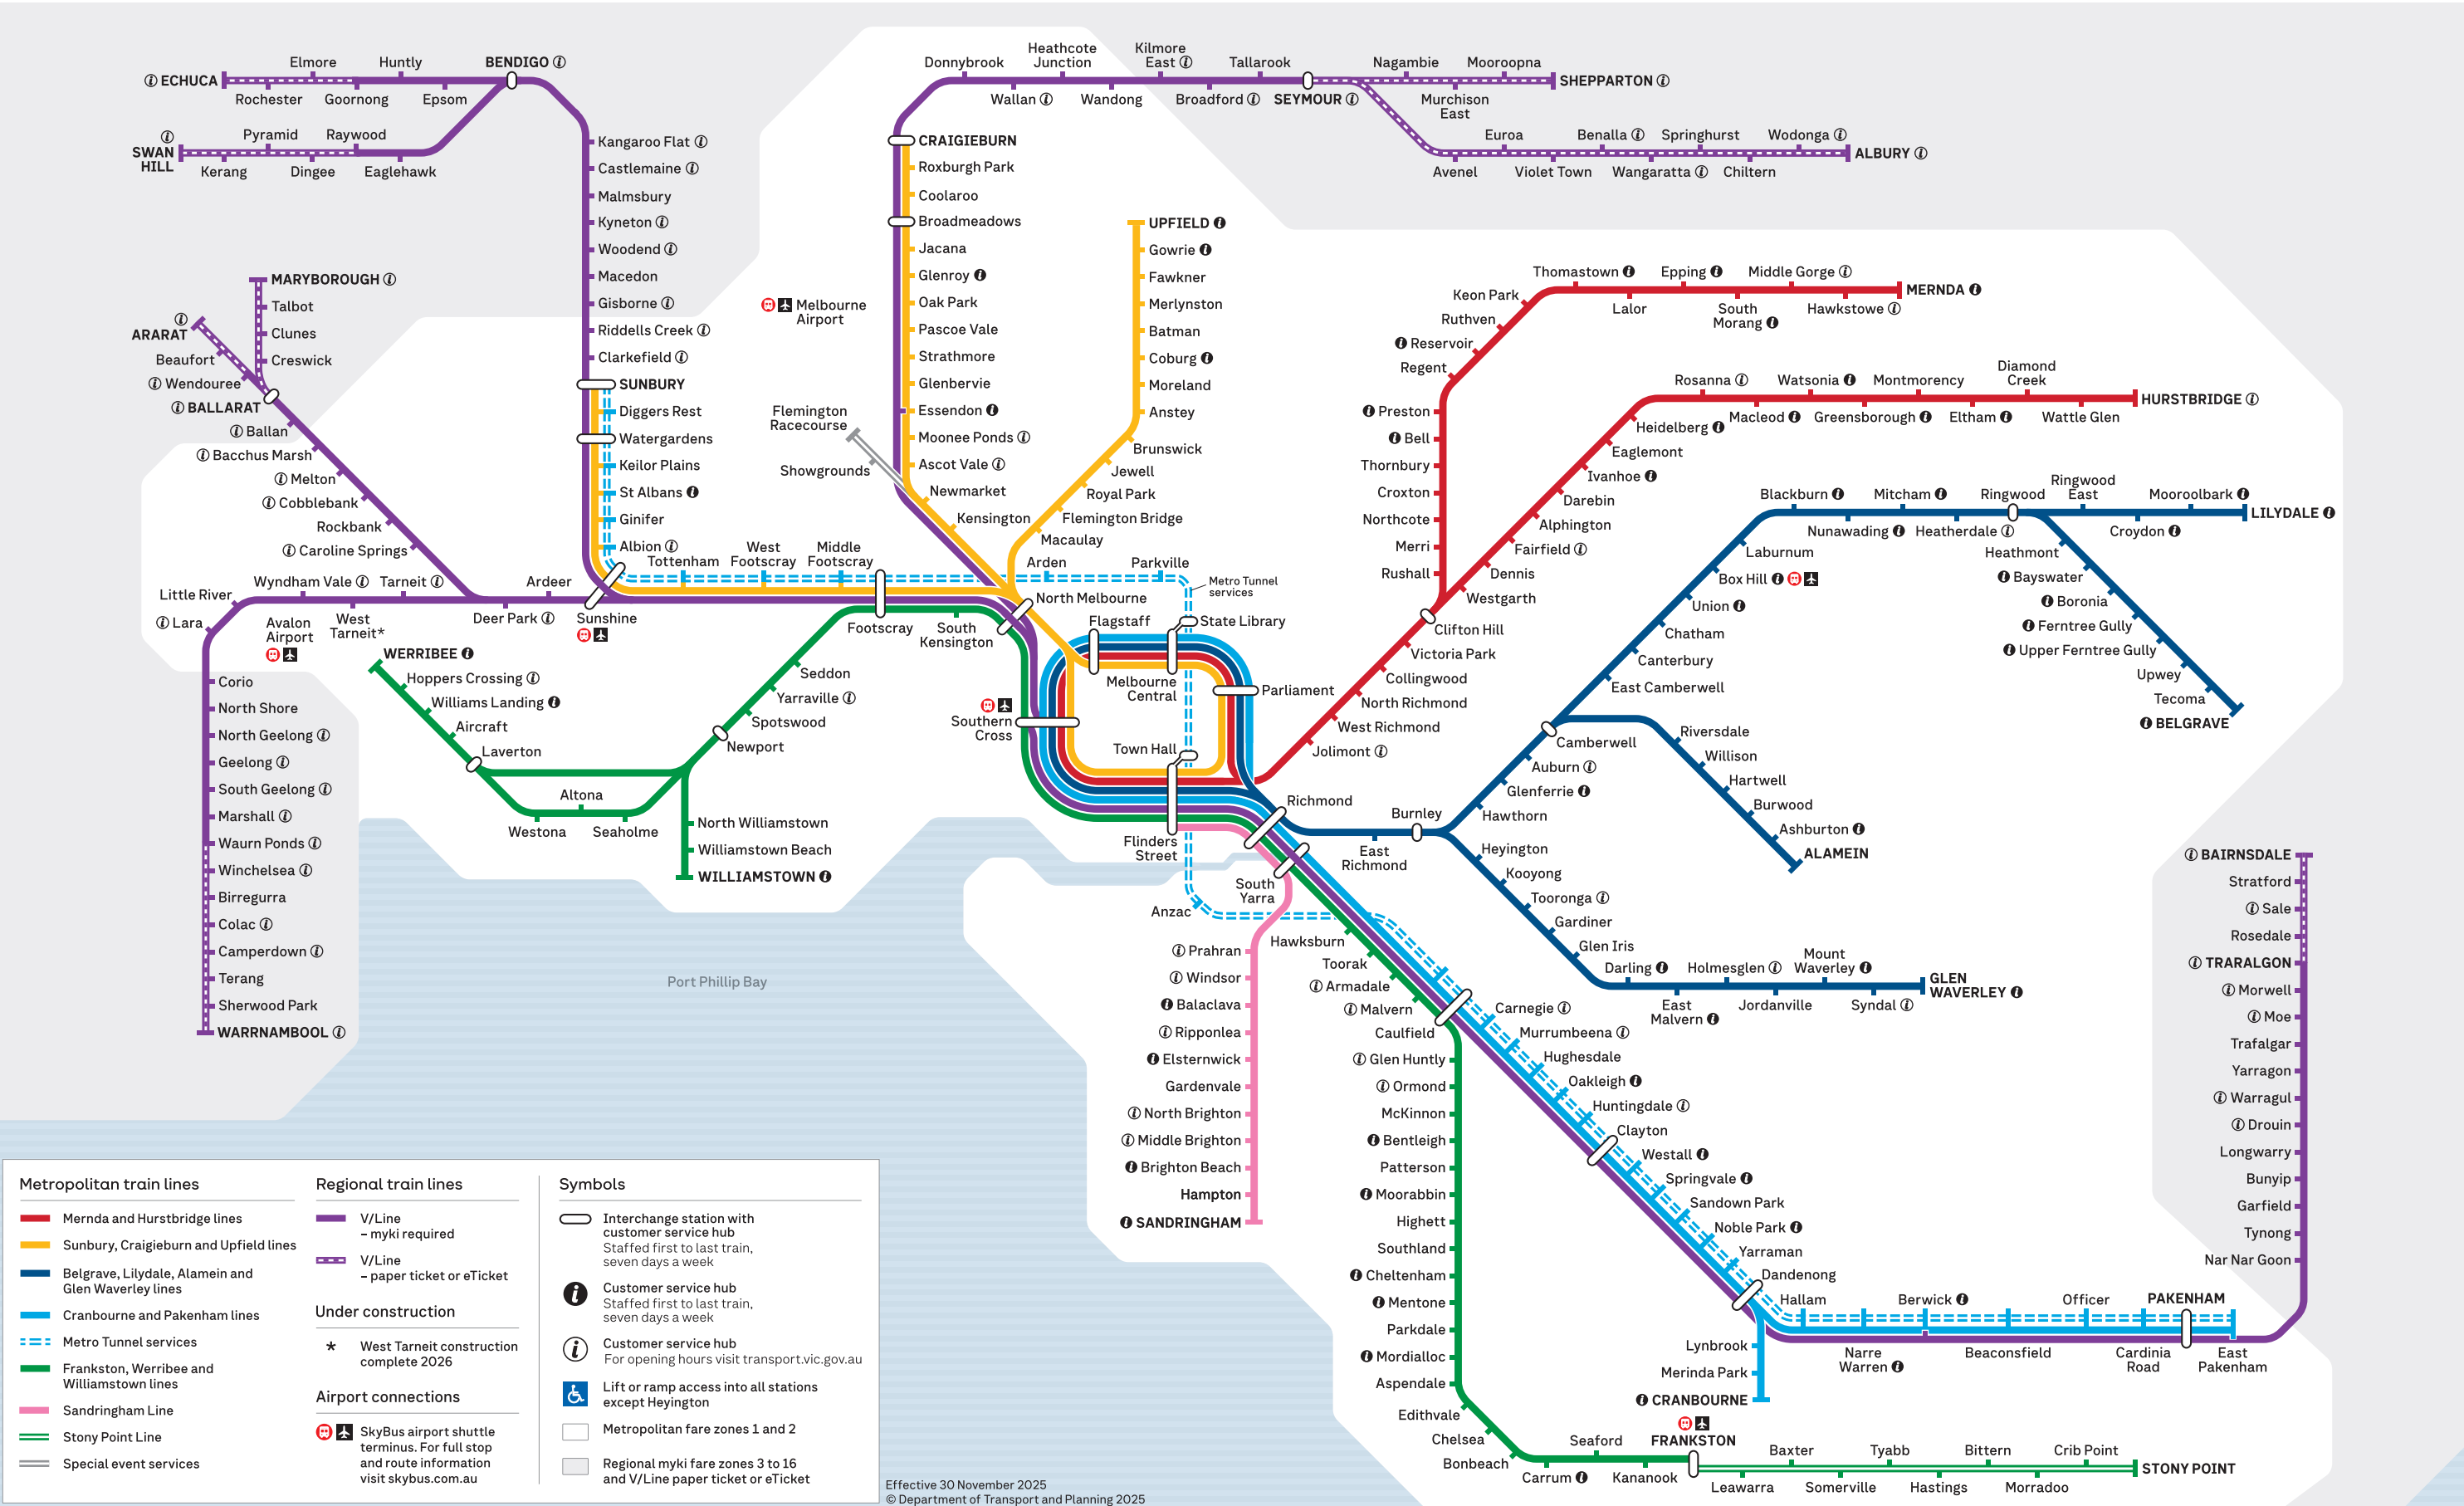 ECHUCA
Elmore
Huntly
BENDIGO
Rochester
Goornong
Epsom
SWAN
HILL
Pyramid
Raywood
Kerang
Dingee
Eaglehawk
Kangaroo Flat
Castlemaine
Malmsbury
Kyneton
Woodend
Macedon
Gisborne
Riddells Creek
Clarkefield
SUNBURY
Diggers Rest
Watergardens
Keilor Plains
St Albans
Ginifer
Albion
MARYBOROUGH
Talbot
Clunes
Creswick
ARARAT
Beaufort
Wendouree
BALLARAT
Ballan
Bacchus Marsh
Melton
Cobblebank
Rockbank
Caroline Springs
Donnybrook
Heathcote
Junction
Kilmore
East
Tallarook
Wallan
Wandong
Broadford
SEYMOUR
Nagambie
Mooroopna
SHEPPARTON
Murchison
East
Euroa
Benalla
Springhurst
Wodonga
ALBURY
Avenel
Violet Town
Wangaratta
Chiltern
CRAIGIEBURN
Roxburgh Park
Coolaroo
Broadmeadows
Jacana
Glenroy
Oak Park
Pascoe Vale
Strathmore
Glenbervie
Essendon
Moonee Ponds
Ascot Vale
Newmarket
Kensington
Melbourne
Airport
Flemington
Racecourse
Showgrounds
UPFIELD
Gowrie
Fawkner
Merlynston
Batman
Coburg
Moreland
Anstey
Brunswick
Jewell
Royal Park
Flemington Bridge
Macaulay
Thomastown
Epping
Middle Gorge
MERNDA
Keon Park
Lalor
South
Morang
Hawkstowe
Ruthven
Reservoir
Regent
Preston
Bell
Thornbury
Croxton
Northcote
Merri
Rushall
Rosanna
Watsonia
Montmorency
Diamond
Creek
HURSTBRIDGE
Macleod
Greensborough
Eltham
Wattle Glen
Heidelberg
Eaglemont
Ivanhoe
Darebin
Alphington
Fairfield
Dennis
Westgarth
Clifton Hill
Victoria Park
Collingwood
North Richmond
West Richmond
Jolimont
Blackburn
Mitcham
Ringwood
Ringwood
East
Mooroolbark
LILYDALE
Nunawading
Heatherdale
Croydon
Laburnum
Box Hill
Union
Chatham
Canterbury
East Camberwell
Camberwell
Auburn
Glenferrie
Hawthorn
Heathmont
Bayswater
Boronia
Ferntree Gully
Upper Ferntree Gully
Upwey
Tecoma
BELGRAVE
Riversdale
Willison
Hartwell
Burwood
Ashburton
ALAMEIN
Little River
Wyndham Vale
Tarneit
Ardeer
Lara
Avalon
Airport
West
Tarneit*
Deer Park
Sunshine
Tottenham
West
Footscray
Middle
Footscray
Arden
Parkville
Metro Tunnel
services
North Melbourne
Footscray
South
Kensington
Flagstaff
State Library
Melbourne
Central
Parliament
Southern
Cross
Town Hall
Flinders
Street
Richmond
East
Richmond
Burnley
South
Yarra
Anzac
WERRIBEE
Hoppers Crossing
Williams Landing
Aircraft
Laverton
Seddon
Yarraville
Spotswood
Newport
Altona
Westona
Seaholme
North Williamstown
Williamstown Beach
WILLIAMSTOWN
Corio
North Shore
North Geelong
Geelong
South Geelong
Marshall
Waurn Ponds
Winchelsea
Birregurra
Colac
Camperdown
Terang
Sherwood Park
WARRNAMBOOL
Port Phillip Bay
Heyington
Kooyong
Tooronga
Gardiner
Glen Iris
Darling
Holmesglen
Mount
Waverley
GLEN
WAVERLEY
East
Malvern
Jordanville
Syndal
Prahran
Windsor
Balaclava
Ripponlea
Elsternwick
Gardenvale
North Brighton
Middle Brighton
Brighton Beach
Hampton
SANDRINGHAM
Hawksburn
Toorak
Armadale
Malvern
Caulfield
Glen Huntly
Ormond
McKinnon
Bentleigh
Patterson
Moorabbin
Highett
Southland
Cheltenham
Mentone
Parkdale
Mordialloc
Aspendale
Edithvale
Chelsea
Bonbeach
Carrum
Seaford
Kananook
FRANKSTON
Leawarra
Baxter
Somerville
Tyabb
Hastings
Bittern
Morradoo
Crib Point
STONY POINT
Carnegie
Murrumbeena
Hughesdale
Oakleigh
Huntingdale
Clayton
Westall
Springvale
Sandown Park
Noble Park
Yarraman
Dandenong
Hallam
Berwick
Officer
PAKENHAM
Narre
Warren
Beaconsfield
Cardinia
Road
East
Pakenham
Lynbrook
Merinda Park
CRANBOURNE
BAIRNSDALE
Stratford
Sale
Rosedale
TRARALGON
Morwell
Moe
Trafalgar
Yarragon
Warragul
Drouin
Longwarry
Bunyip
Garfield
Tynong
Nar Nar Goon
Metropolitan train lines
Mernda and Hurstbridge lines
Sunbury, Craigieburn and Upfield lines
Belgrave, Lilydale, Alamein and
Glen Waverley lines
Cranbourne and Pakenham lines
Metro Tunnel services
Frankston, Werribee and
Williamstown lines
Sandringham Line
Stony Point Line
Special event services
Regional train lines
V/Line
– myki required
V/Line
– paper ticket or eTicket
Under construction
* West Tarneit construction
complete 2026
Airport connections
SkyBus airport shuttle
terminus. For full stop
and route information
visit skybus.com.au
Symbols
Interchange station with
customer service hub
Staffed first to last train,
seven days a week
Customer service hub
Staffed first to last train,
seven days a week
Customer service hub
For opening hours visit transport.vic.gov.au
Lift or ramp access into all stations
except Heyington
Metropolitan fare zones 1 and 2
Regional myki fare zones 3 to 16
and V/Line paper ticket or eTicket
Effective 30 November 2025
© Department of Transport and Planning 2025